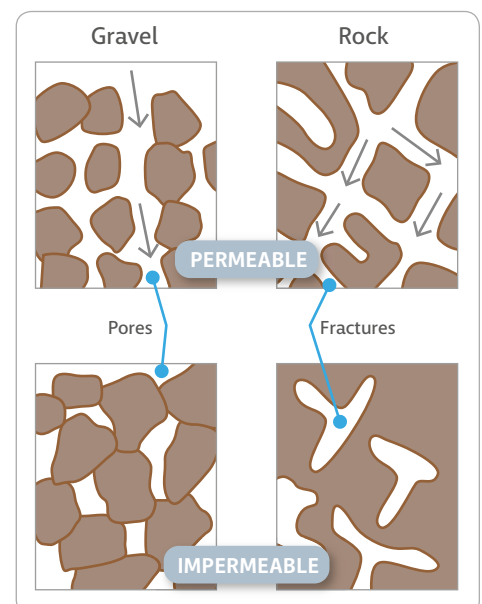 Gravel
Rock
PERMEABLE
Pores
Fractures
IMPERMEABLE